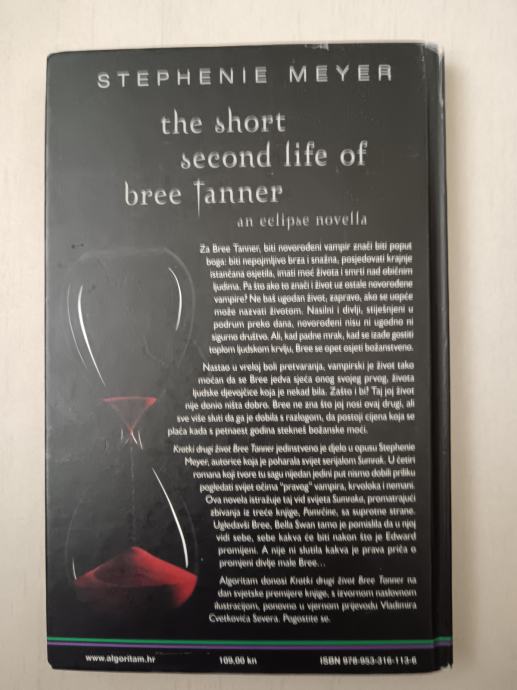 STEPHENIE MEYER
the short
second life of
bree tanner
an eclipse novella
Za Bree Tanner, biti novorođeni vampir znači biti poput
boga: biti nepojmljivo brza i snažna, posjedovati krajnje
istančana osjetila, imati moć života i smrti nad običnim
ljudima. Pa što ako to znači i život uz ostale novorođene
vampire? Ne baš ugodan život, zapravo, ako se uopće
može nazvati životom. Nasilni i divlji, stiješnjeni u
podrum preko dana, novorođeni nisu ni ugodno ni
sigurno društvo. Ali, kad padne mrak, kad se izađe gostiti
toplom ljudskom krvlju, Bree se opet osjeti božanstveno.
Nastao u vreloj boli pretvaranja, vampirski je život tako
moćan da se Bree jedva sjeća onog svojeg prvog, života
ljudske djevojčice koja je nekad bila. Zašto i bi? Taj joj život
nije donio ništa dobro. Bree ne zna što joj nosi ovaj drugi, ali
sve više sluti da ga je dobila s razlogom, da postoji cijena koja se
plaća kada s petnaest godina stekneš božanske moći.
Kratki drugi život Bree Tanner jedinstveno je djelo u opusu Stephenie
Meyer, autorice koja je poharala svijet serijalom Sumrak. U četiri
romana koji tvore tu sagu nijedan jedini put nismo dobili priliku
pogledati svijet očima "pravog" vampira, krvoloka i nemani.
Ova novela istražuje taj vid svijeta Sumraka, promatrajući
zbivanja iz treće knjige, Pomrčine, sa suprotne strane.
Ugledavši Bree, Bella Swan tamo je pomislila da u njoj
vidi sebe, sebe kakva će biti nakon što je Edward
promijeni. A nije ni slutila kakva je prava priča o
promjeni divlje male Bree...
Algoritam donosi Kratki drugi život Bree Tanner na
dan svjetske premijere knjige, s izvornom naslovnom
ilustracijom, ponovno u vjernom prijevodu Vladimira
Cvetkovića Severa. Pogostite se.
www.algoritam.hr 109,00 kn ISBN 978-953-316-113-6